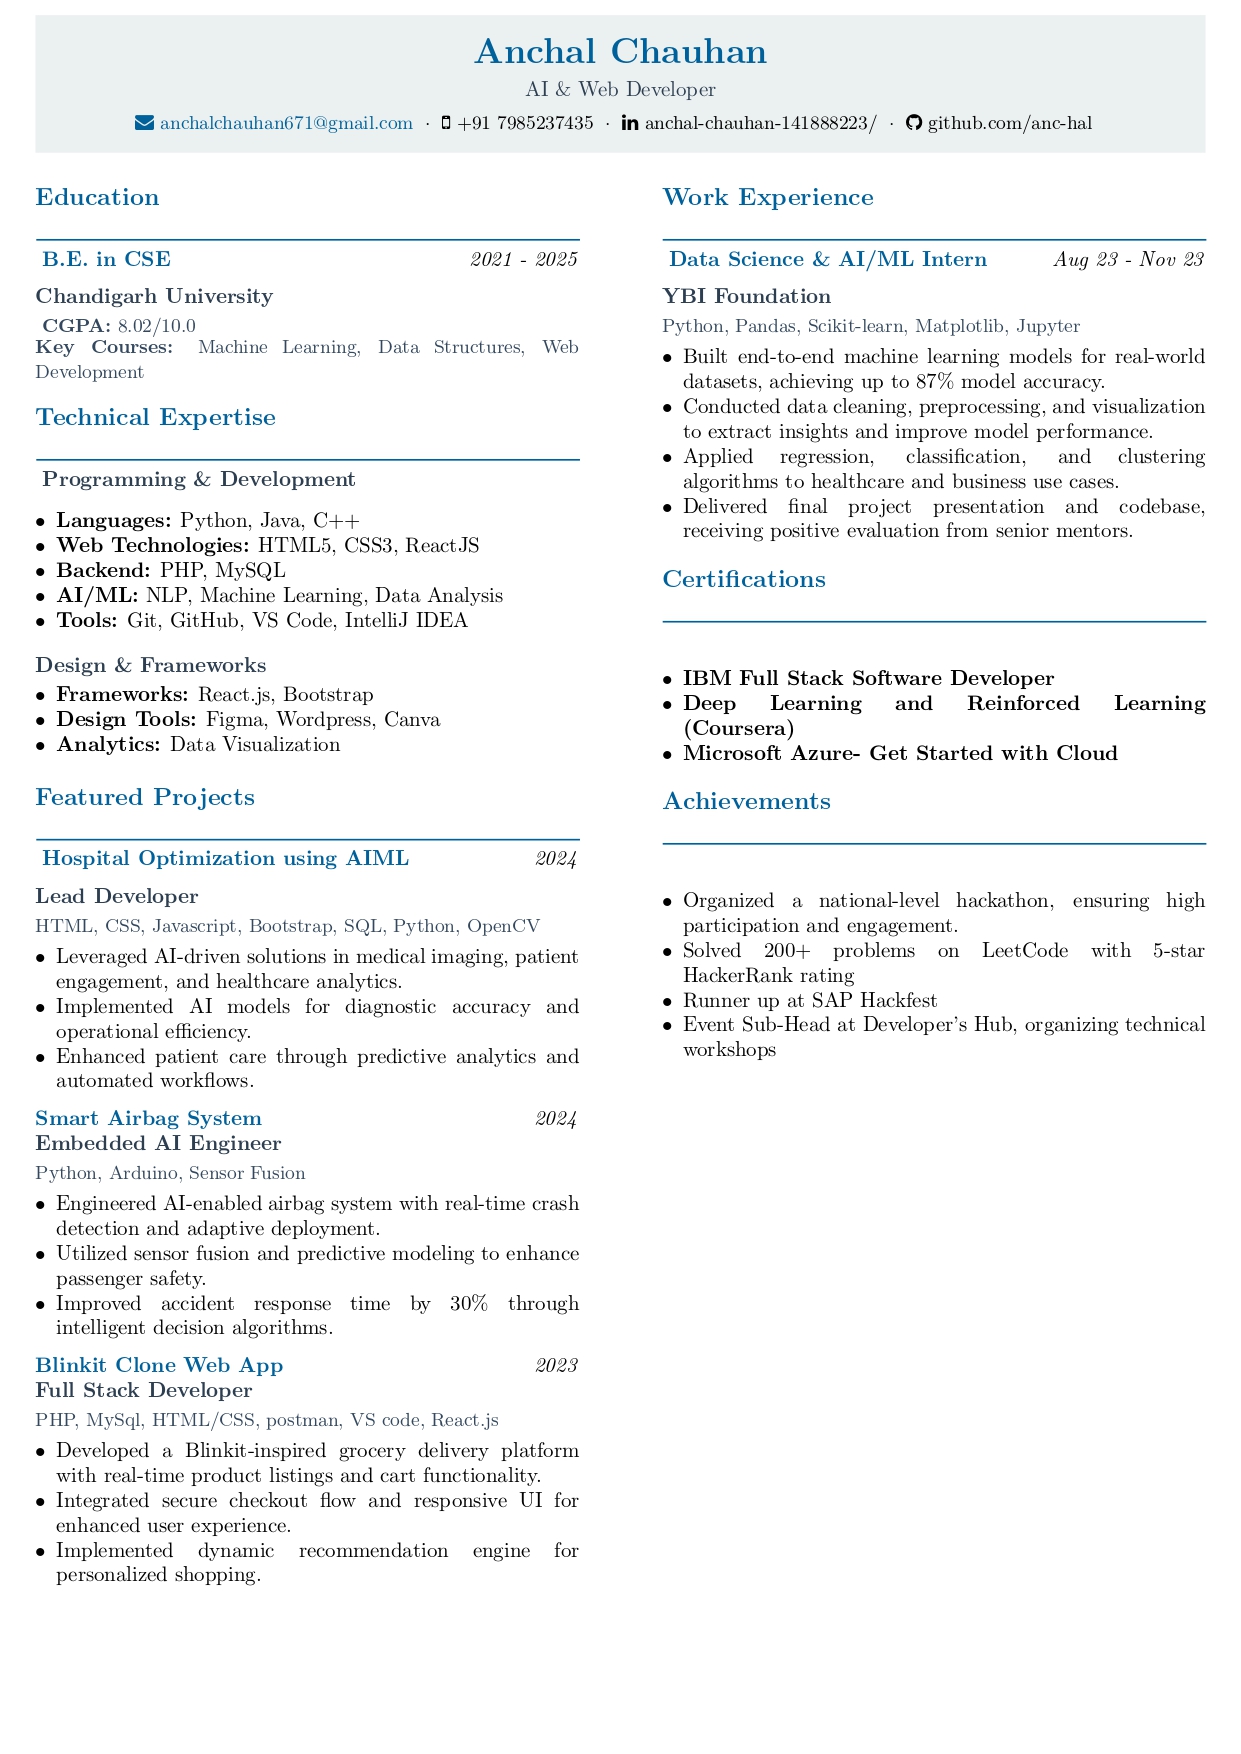 Anchal Chauhan
AI & Web Developer
anchalchauhan671@gmail.com · +91 7985237435 · anchal-chauhan-141888223/ · github.com/anc-hal
Education
B.E. in CSE 2021 - 2025
Chandigarh University
CGPA: 8.02/10.0
Key Courses: Machine Learning, Data Structures, Web
Development
Technical Expertise
Programming & Development
• Languages: Python, Java, C++
• Web Technologies: HTML5, CSS3, ReactJS
• Backend: PHP, MySQL
• AI/ML: NLP, Machine Learning, Data Analysis
• Tools: Git, GitHub, VS Code, IntelliJ IDEA
Design & Frameworks
• Frameworks: React.js, Bootstrap
• Design Tools: Figma, Wordpress, Canva
• Analytics: Data Visualization
Featured Projects
Hospital Optimization using AIML 2024
Lead Developer
HTML, CSS, Javascript, Bootstrap, SQL, Python, OpenCV
• Leveraged AI-driven solutions in medical imaging, patient
engagement, and healthcare analytics.
• Implemented AI models for diagnostic accuracy and
operational efficiency.
• Enhanced patient care through predictive analytics and
automated workflows.
Smart Airbag System 2024
Embedded AI Engineer
Python, Arduino, Sensor Fusion
• Engineered AI-enabled airbag system with real-time crash
detection and adaptive deployment.
• Utilized sensor fusion and predictive modeling to enhance
passenger safety.
• Improved accident response time by 30% through
intelligent decision algorithms.
Blinkit Clone Web App 2023
Full Stack Developer
PHP, MySql, HTML/CSS, postman, VS code, React.js
• Developed a Blinkit-inspired grocery delivery platform
with real-time product listings and cart functionality.
• Integrated secure checkout flow and responsive UI for
enhanced user experience.
• Implemented dynamic recommendation engine for
personalized shopping.
Work Experience
Data Science & AI/ML Intern Aug 23 - Nov 23
YBI Foundation
Python, Pandas, Scikit-learn, Matplotlib, Jupyter
• Built end-to-end machine learning models for real-world
datasets, achieving up to 87% model accuracy.
• Conducted data cleaning, preprocessing, and visualization
to extract insights and improve model performance.
• Applied regression, classification, and clustering
algorithms to healthcare and business use cases.
• Delivered final project presentation and codebase,
receiving positive evaluation from senior mentors.
Certifications
• IBM Full Stack Software Developer
• Deep Learning and Reinforced Learning
(Coursera)
• Microsoft Azure- Get Started with Cloud
Achievements
• Organized a national-level hackathon, ensuring high
participation and engagement.
• Solved 200+ problems on LeetCode with 5-star
HackerRank rating
• Runner up at SAP Hackfest
• Event Sub-Head at Developer's Hub, organizing technical
workshops